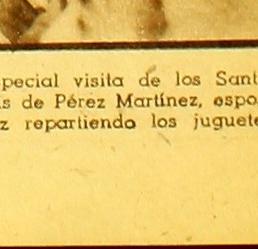 pecial visita de los Sant
s de Pérez Martínez, espo
z repartiendo los juguete